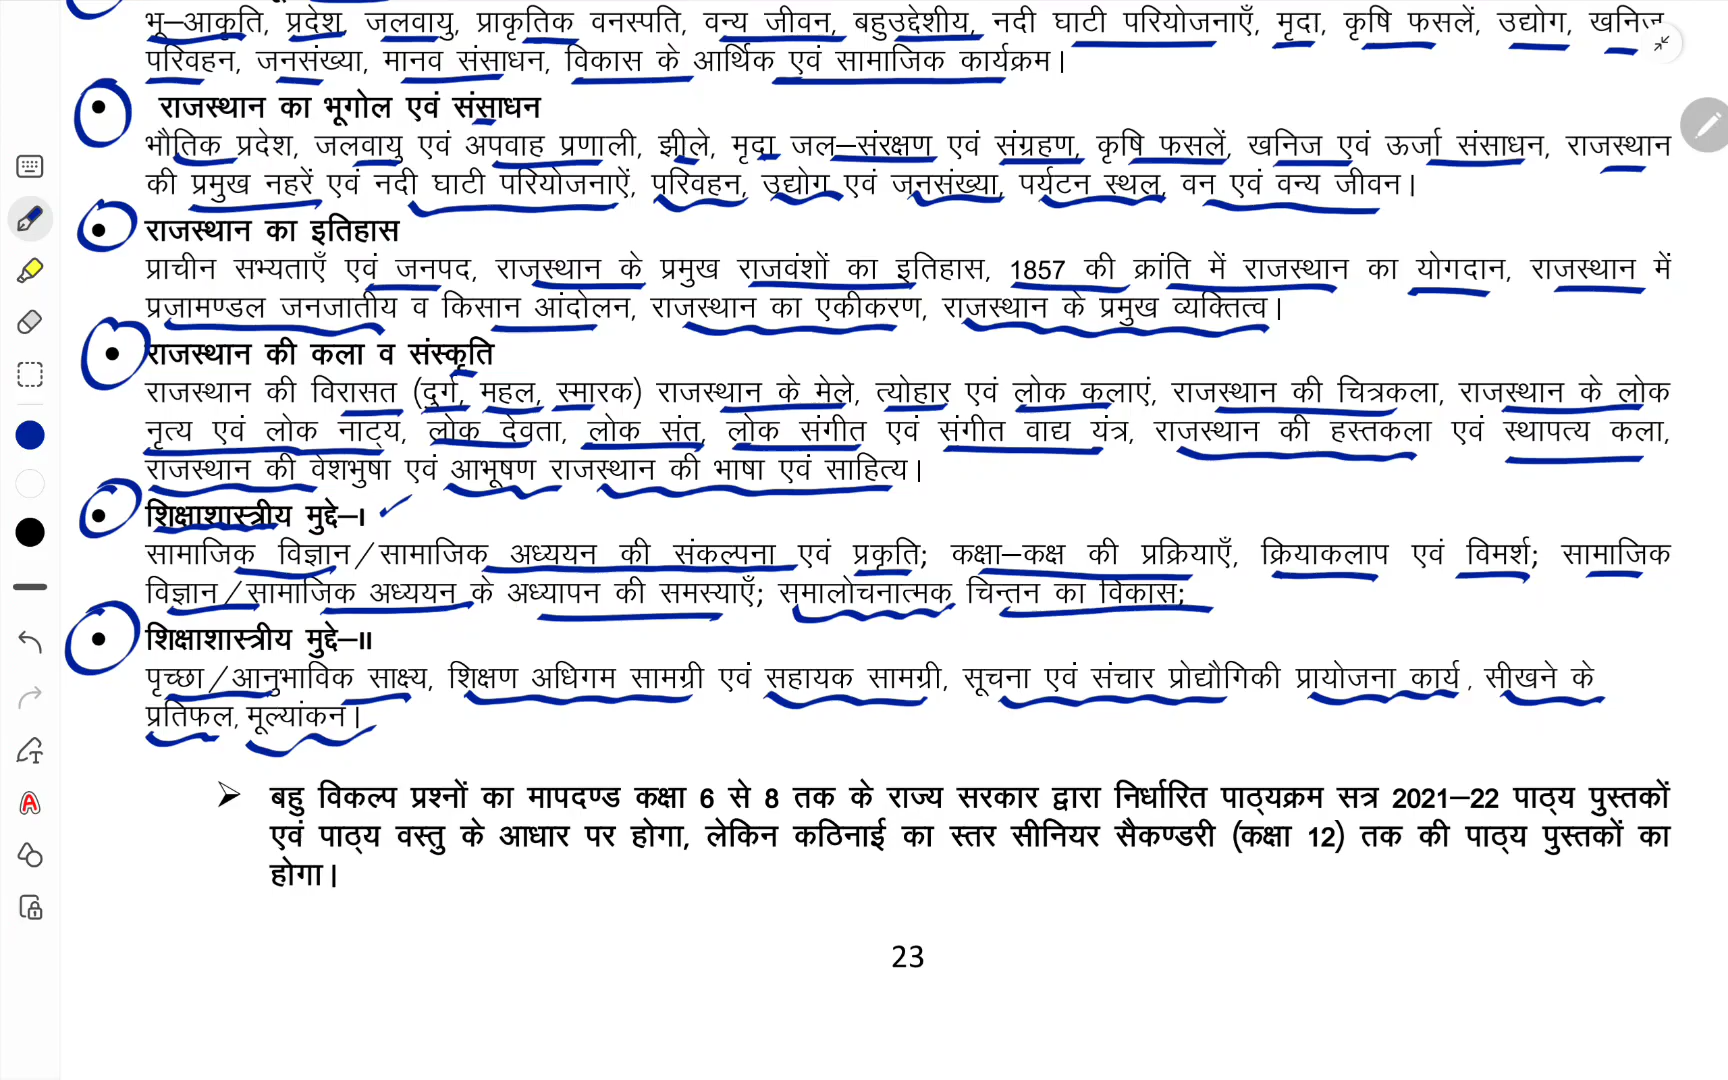 भू–आकृति, प्रदेश, जलवायु, प्राकृतिक वनस्पति, वन्य जीवन, बहुउद्देशीय, नदी घाटी परियोजनाएँ, मृदा, कृषि फसलें, उद्योग, खनिज
परिवहन, जनसंख्या, मानव संसाधन, विकास के आर्थिक एवं सामाजिक कार्यक्रम।
• राजस्थान का भूगोल एवं संसाधन
भौतिक प्रदेश, जलवायु एवं अपवाह प्रणाली, झीले, मृदा जल–संरक्षण एवं संग्रहण, कृषि फसलें, खनिज एवं ऊर्जा संसाधन, राजस्थान
की प्रमुख नहरें एवं नदी घाटी परियोजनाऐं, परिवहन, उद्योग एवं जनसंख्या, पर्यटन स्थल, वन एवं वन्य जीवन।
• राजस्थान का इतिहास
प्राचीन सभ्यताएँ एवं जनपद, राजस्थान के प्रमुख राजवंशों का इतिहास, 1857 की क्रांति में राजस्थान का योगदान, राजस्थान में
प्रजामण्डल जनजातीय व किसान आंदोलन, राजस्थान का एकीकरण, राजस्थान के प्रमुख व्यक्तित्व।
• राजस्थान की कला व संस्कृति
राजस्थान की विरासत (दुर्ग, महल, स्मारक) राजस्थान के मेले, त्योहार एवं लोक कलाएं, राजस्थान की चित्रकला, राजस्थान के लोक
नृत्य एवं लोक नाट्य, लोक देवता, लोक संत, लोक संगीत एवं संगीत वाद्य यंत्र, राजस्थान की हस्तकला एवं स्थापत्य कला,
राजस्थान की वेशभुषा एवं आभूषण राजस्थान की भाषा एवं साहित्य।
• शिक्षाशास्त्रीय मुद्दे–I
सामाजिक विज्ञान/सामाजिक अध्ययन की संकल्पना एवं प्रकृति; कक्षा–कक्ष की प्रक्रियाएँ, क्रियाकलाप एवं विमर्श; सामाजिक
विज्ञान/सामाजिक अध्ययन के अध्यापन की समस्याएँ; समालोचनात्मक चिन्तन का विकास;
• शिक्षाशास्त्रीय मुद्दे–II
पृच्छा/आनुभाविक साक्ष्य, शिक्षण अधिगम सामग्री एवं सहायक सामग्री, सूचना एवं संचार प्रोद्यौगिकी प्रायोजना कार्य, सीखने के
प्रतिफल, मूल्यांकन।
➢ बहु विकल्प प्रश्नों का मापदण्ड कक्षा 6 से 8 तक के राज्य सरकार द्वारा निर्धारित पाठ्यक्रम सत्र 2021–22 पाठ्य पुस्तकों
एवं पाठ्य वस्तु के आधार पर होगा, लेकिन कठिनाई का स्तर सीनियर सैकण्डरी (कक्षा 12) तक की पाठ्य पुस्तकों का
होगा।
23